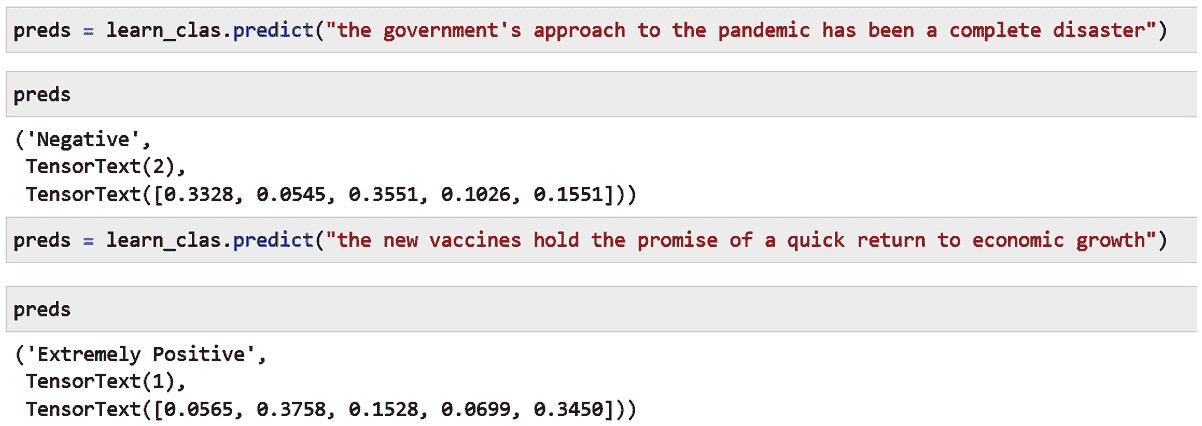 preds = learn_clas.predict("the government's approach to the pandemic has been a complete disaster")
preds
('Negative',
 TensorText(2),
 TensorText([0.3328, 0.0545, 0.3551, 0.1026, 0.1551]))
preds = learn_clas.predict("the new vaccines hold the promise of a quick return to economic growth")
preds
('Extremely Positive',
 TensorText(1),
 TensorText([0.0565, 0.3758, 0.1528, 0.0699, 0.3450]))